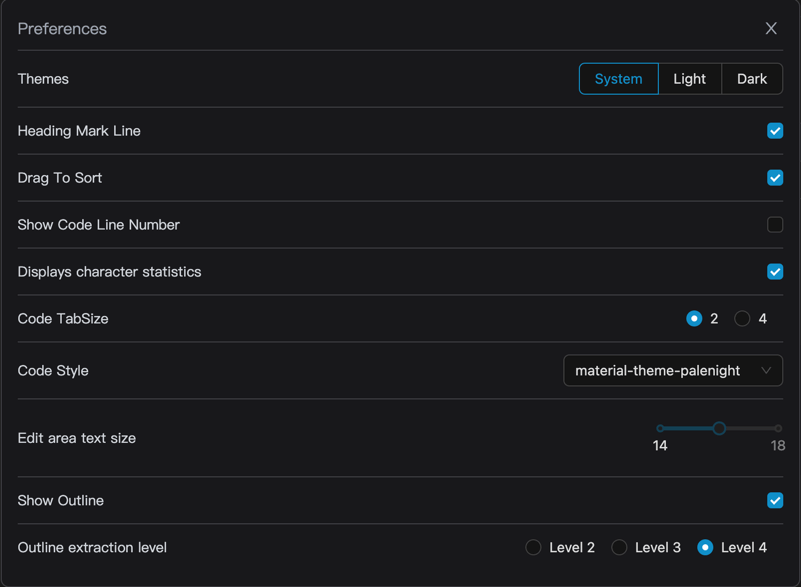 Preferences
Themes System Light Dark
Heading Mark Line
Drag To Sort
Show Code Line Number
Displays character statistics
Code TabSize 2 4
Code Style material-theme-palenight
Edit area text size
14 18
Show Outline
Outline extraction level Level 2 Level 3 Level 4